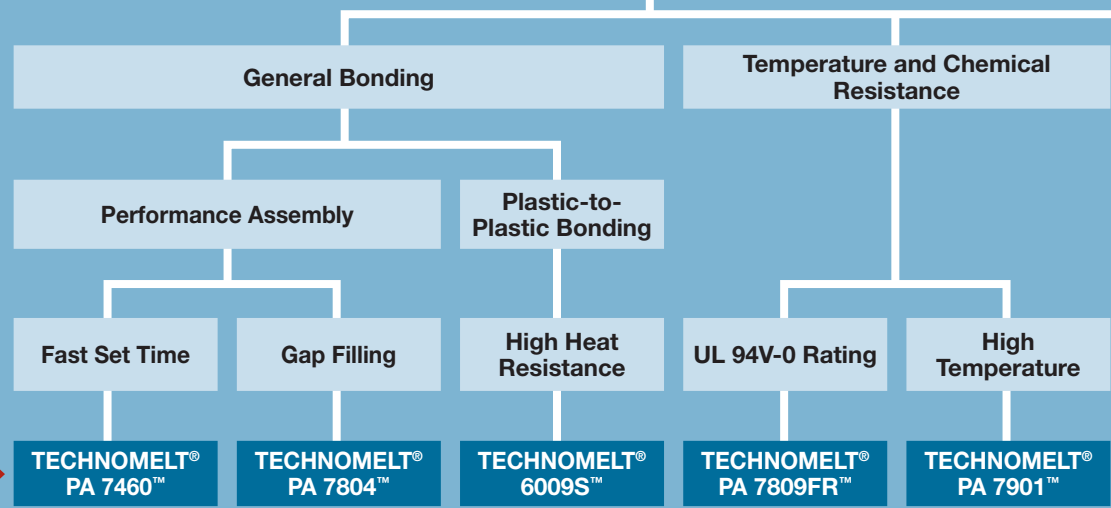 General Bonding
Temperature and Chemical
Resistance
Performance Assembly
Plastic-to-
Plastic Bonding
Fast Set Time
Gap Filling
High Heat
Resistance
UL 94V-0 Rating
High
Temperature
TECHNOMELT®
PA 7460™
TECHNOMELT®
PA 7804™
TECHNOMELT®
6009S™
TECHNOMELT®
PA 7809FR™
TECHNOMELT®
PA 7901™